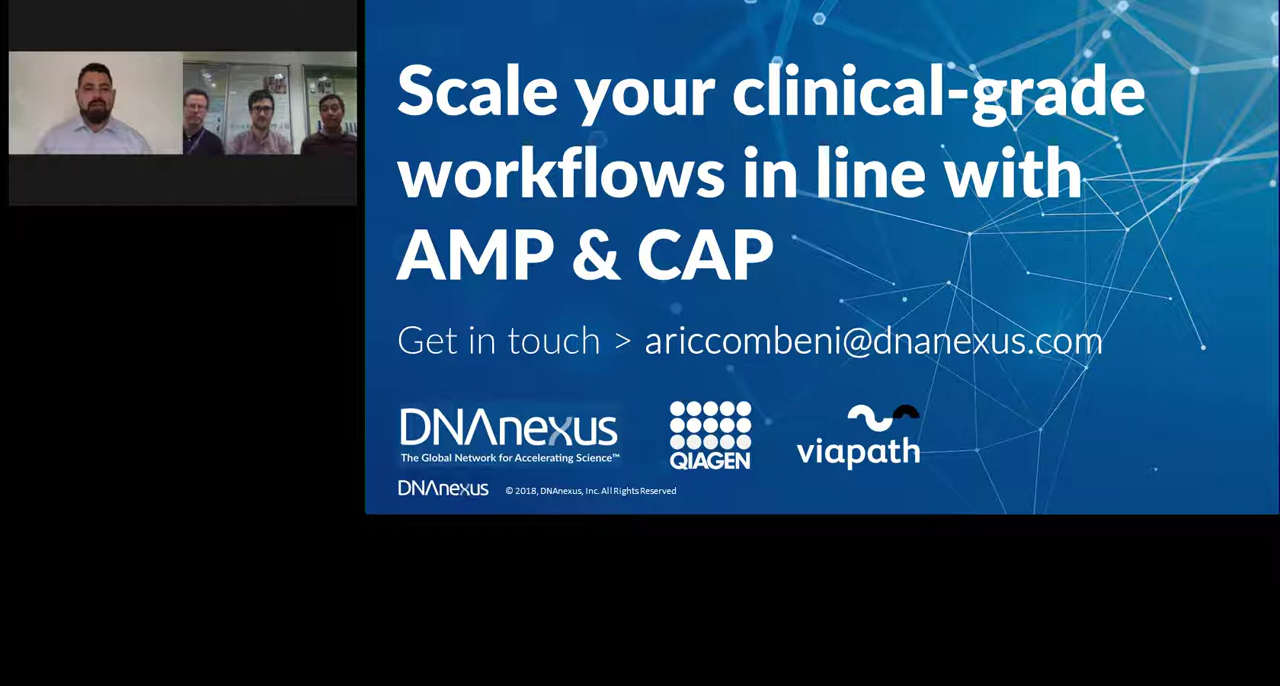 Scale your clinical-grade
workflows in line with
AMP & CAP
Get in touch > ariccombeni@dnanexus.com
DNAnexus
The Global Network for Accelerating Science™
QIAGEN
viapath
DNAnexus © 2018, DNAnexus, Inc. All Rights Reserved